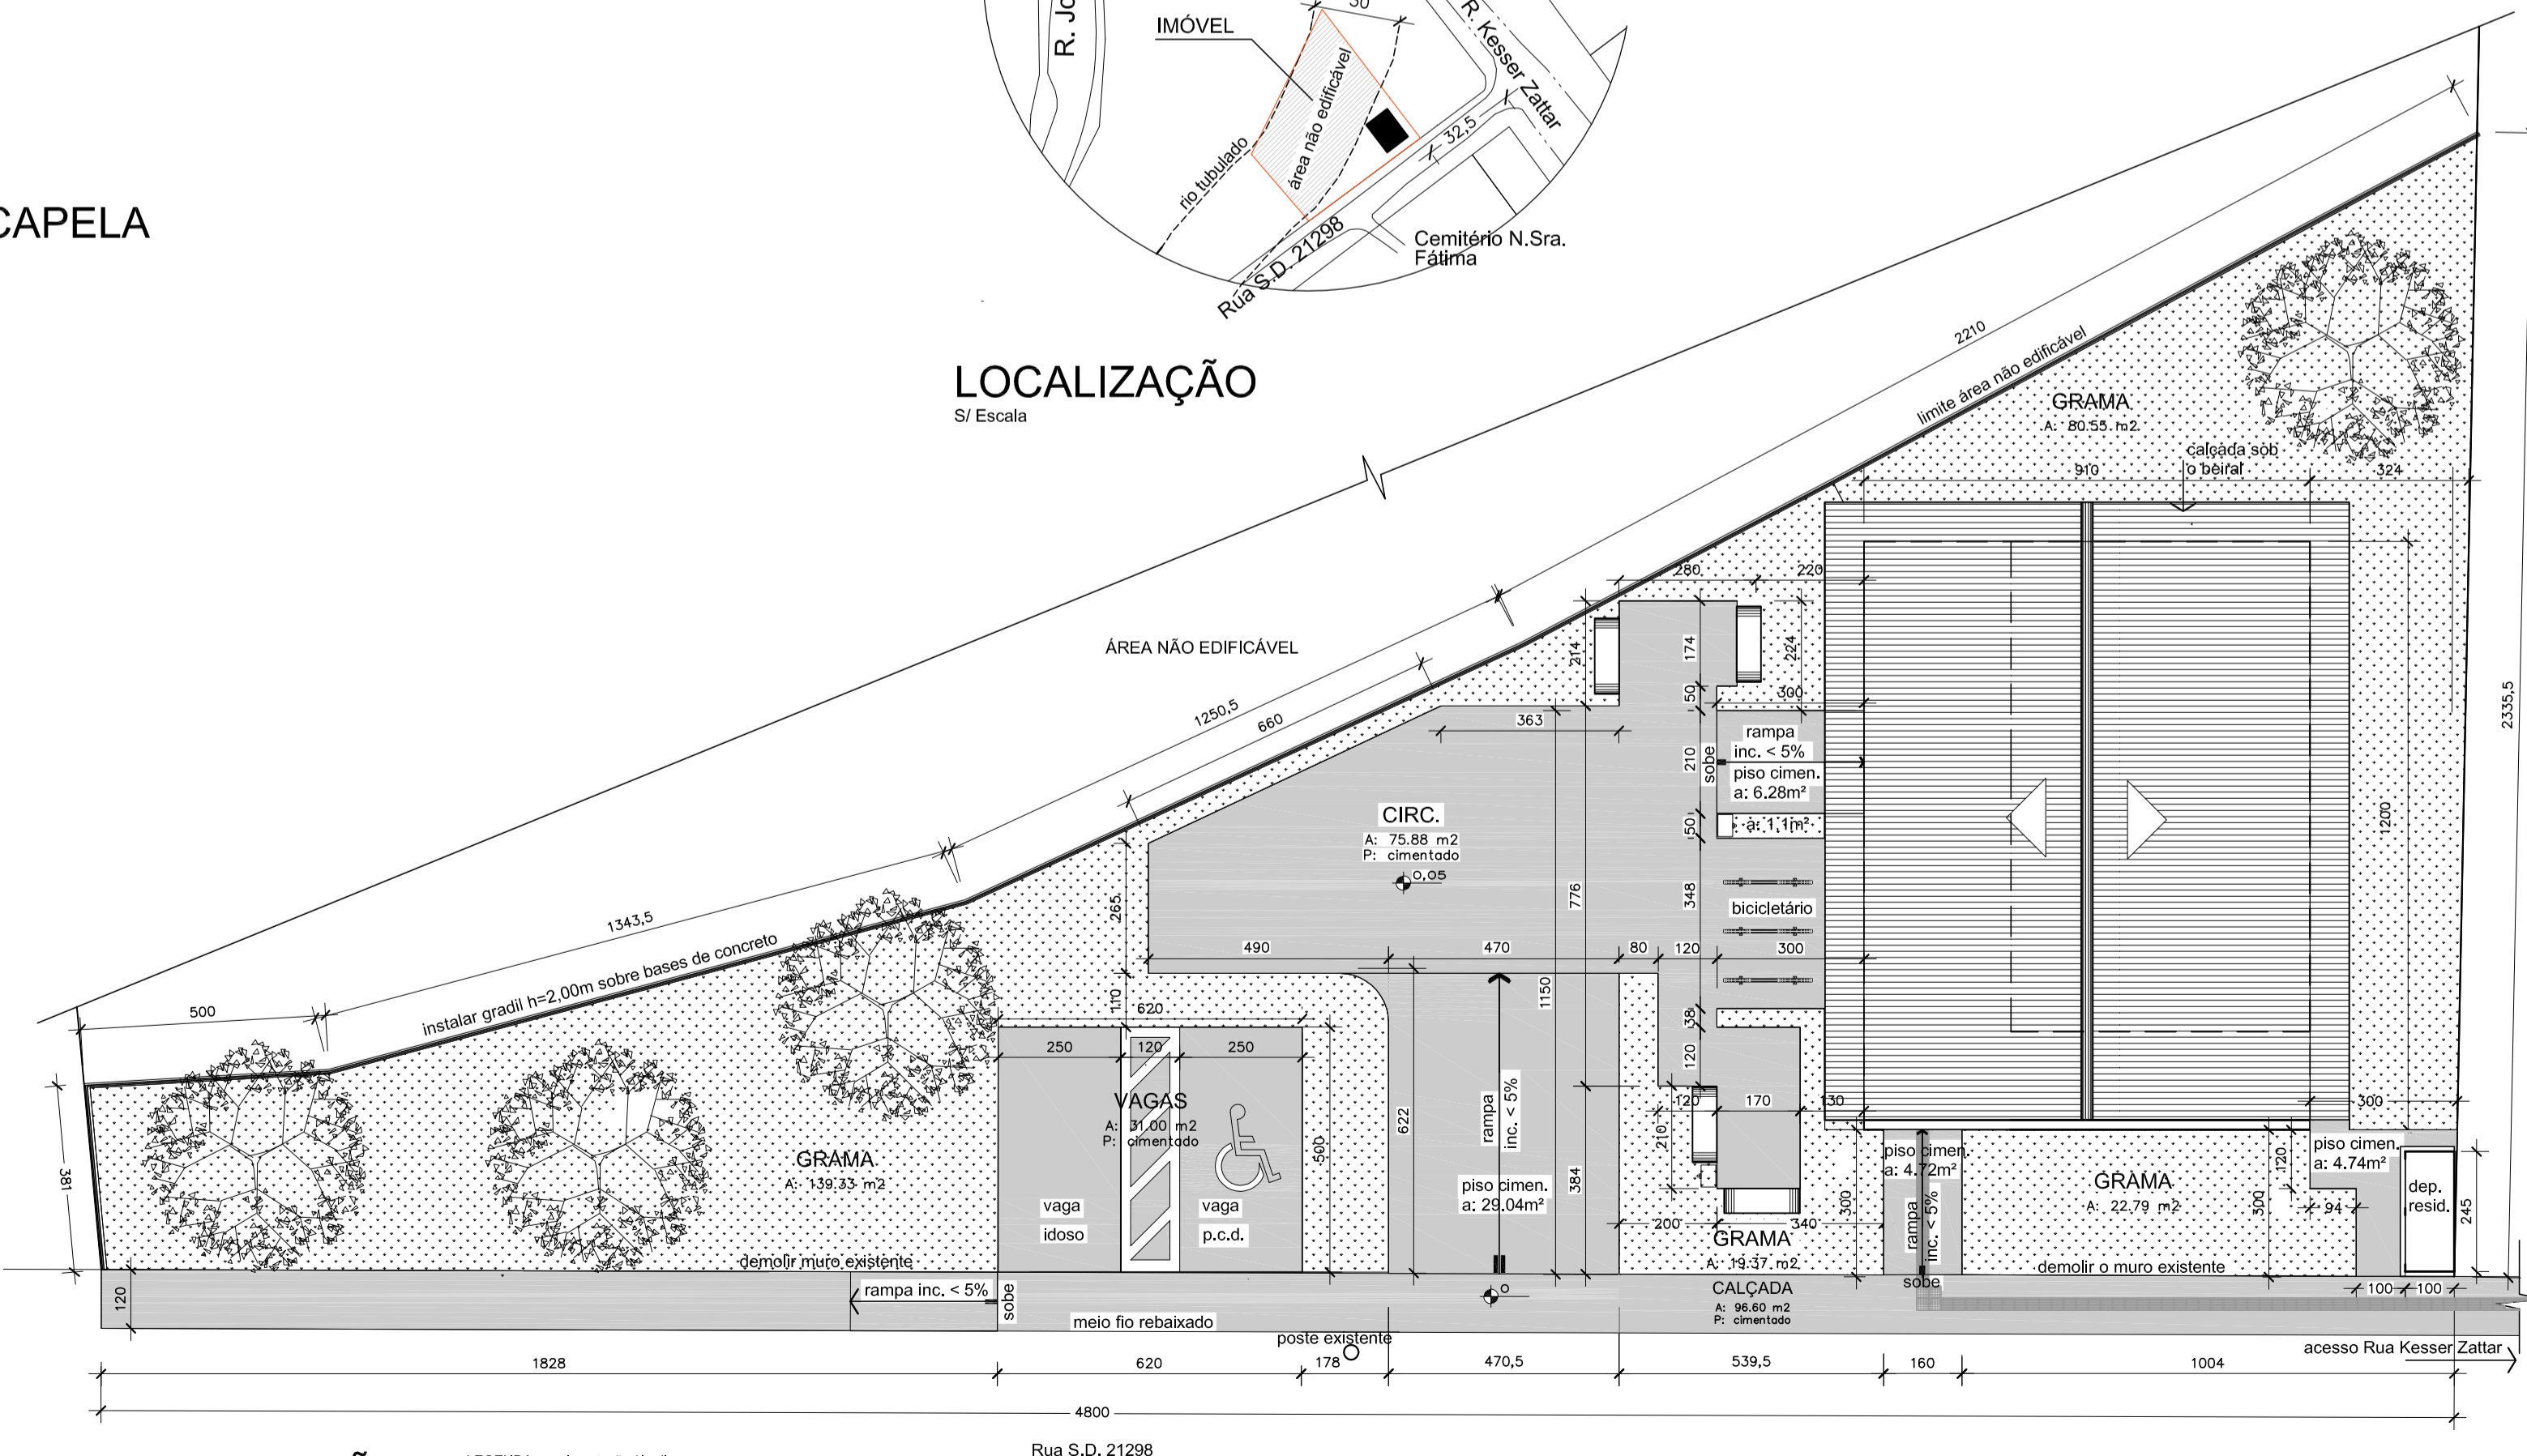 CAPELA
R. Jo
IMÓVEL
50
R. Kesser Zattar
área não edificável
rio tubulado
32,5
Rua S.D. 21298
Cemitério N.Sra.
Fátima
LOCALIZAÇÃO
S/ Escala
2210
limite área não edificável
GRAMA
A: 80.55 m2
calçada sob
o beiral
910
324
ÁREA NÃO EDIFICÁVEL
280
220
214
174
224
50
300
1250,5
660
363
2335,5
rampa
inc. < 5%
sobe
210
piso cimen.
a: 6.28m²
CIRC.
A: 75.88 m2
P: cimentado
50
a: 1.1m²
1200
0,05
265
776
348
bicicletário
1343,5
instalar gradil h=2,00m sobre bases de concreto
490
470
80
120
300
500
110
620
1150
38
250
120
250
120
VAGAS
A: 31.00 m2
P: cimentado
622
rampa
inc. < 5%
120
170
130
300
210
500
381
GRAMA
A: 139.33 m2
384
piso cimen.
a: 29.04m²
piso cimen.
a: 4.72m²
120
piso cimen.
a: 4.74m²
GRAMA
A: 22.79 m2
dep.
resid.
245
vaga
idoso
vaga
p.c.d.
200
340
300
rampa
inc. < 5%
300
94
GRAMA
A: 19.37 m2
demolir muro existente
demolir o muro existente
120
rampa inc. < 5%
sobe
0
CALÇADA
A: 96.60 m2
P: cimentado
sobe
100
100
meio fio rebaixado
poste existente
acesso Rua Kesser Zattar
1828
620
178
470,5
539,5
160
1004
4800
Rua S.D. 21298